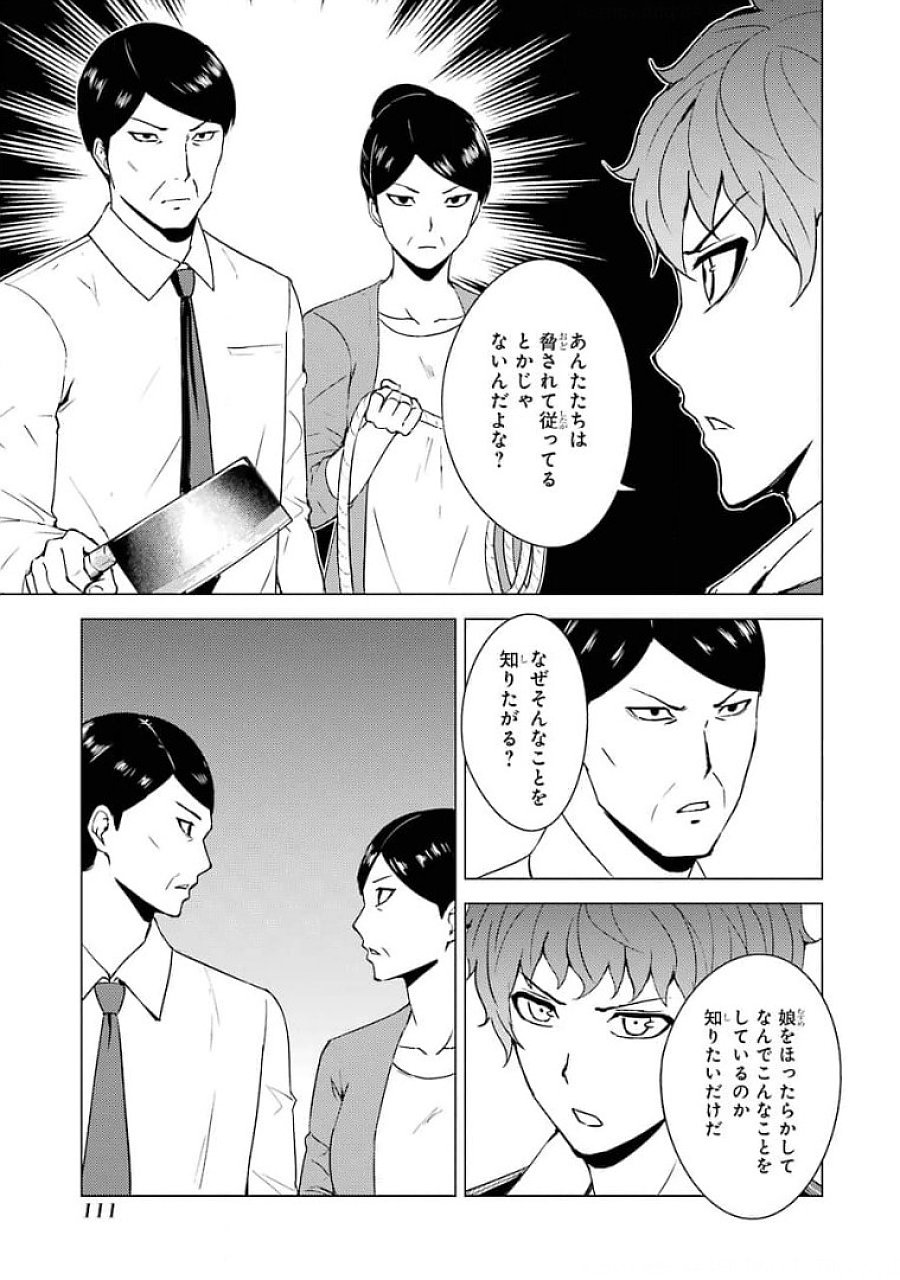 あんたたちは
脅されて従ってる
とかじゃ
ないんだよな？
なぜそんなことを
知りたがる？
娘をほったらかして
なんでこんなことを
しているのか
知りたいだけだ
111